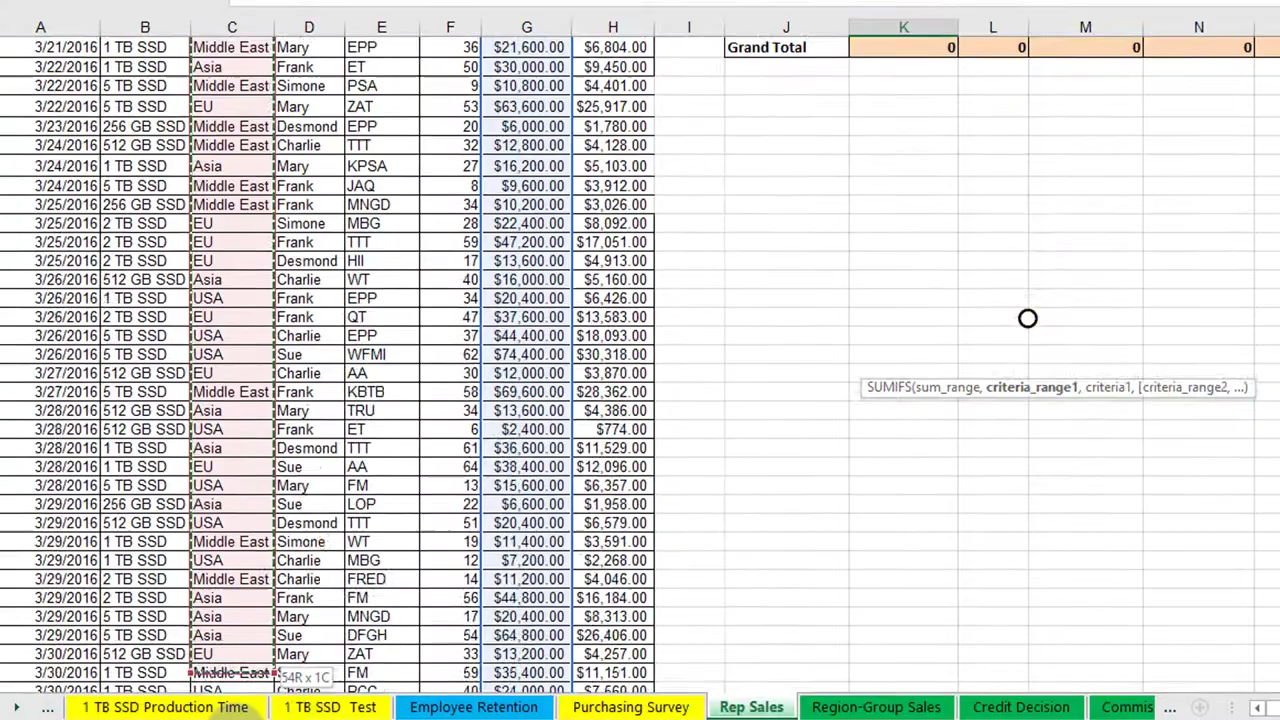 A B C D E F G H I J K L M N
3/21/2016 1 TB SSD Middle East Mary EPP 36 $21,600.00 $6,804.00 Grand Total 0 0 0 0
3/22/2016 1 TB SSD Asia Frank ET 50 $30,000.00 $9,450.00
3/22/2016 5 TB SSD Middle East Simone PSA 9 $10,800.00 $4,401.00
3/22/2016 5 TB SSD EU Mary ZAT 53 $63,600.00 $25,917.00
3/23/2016 256 GB SSD Middle East Desmond EPP 20 $6,000.00 $1,780.00
3/24/2016 512 GB SSD Middle East Charlie TTT 32 $12,800.00 $4,128.00
3/24/2016 1 TB SSD Asia Mary KPSA 27 $16,200.00 $5,103.00
3/24/2016 5 TB SSD Middle East Frank JAQ 8 $9,600.00 $3,912.00
3/25/2016 256 GB SSD Middle East Frank MNGD 34 $10,200.00 $3,026.00
3/25/2016 2 TB SSD EU Simone MBG 28 $22,400.00 $8,092.00
3/25/2016 2 TB SSD EU Frank TTT 59 $47,200.00 $17,051.00
3/25/2016 2 TB SSD EU Desmond HII 17 $13,600.00 $4,913.00
3/26/2016 512 GB SSD Asia Charlie WT 40 $16,000.00 $5,160.00
3/26/2016 1 TB SSD USA Frank EPP 34 $20,400.00 $6,426.00
3/26/2016 2 TB SSD EU Frank QT 47 $37,600.00 $13,583.00
3/26/2016 5 TB SSD USA Charlie EPP 37 $44,400.00 $18,093.00
3/26/2016 5 TB SSD USA Sue WFMI 62 $74,400.00 $30,318.00
3/27/2016 512 GB SSD EU Charlie AA 30 $12,000.00 $3,870.00
SUMIFS(sum_range, criteria_range1, criteria1, [criteria_range2, ...)
3/27/2016 5 TB SSD Middle East Frank KBTB 58 $69,600.00 $28,362.00
3/28/2016 512 GB SSD Asia Mary TRU 34 $13,600.00 $4,386.00
3/28/2016 512 GB SSD USA Frank ET 6 $2,400.00 $774.00
3/28/2016 1 TB SSD Asia Desmond TTT 61 $36,600.00 $11,529.00
3/28/2016 1 TB SSD EU Sue AA 64 $38,400.00 $12,096.00
3/28/2016 5 TB SSD USA Mary FM 13 $15,600.00 $6,357.00
3/29/2016 256 GB SSD Asia Sue LOP 22 $6,600.00 $1,958.00
3/29/2016 512 GB SSD USA Desmond TTT 51 $20,400.00 $6,579.00
3/29/2016 1 TB SSD Middle East Simone WT 19 $11,400.00 $3,591.00
3/29/2016 1 TB SSD USA Charlie MBG 12 $7,200.00 $2,268.00
3/29/2016 2 TB SSD Middle East Charlie FRED 14 $11,200.00 $4,046.00
3/29/2016 2 TB SSD Asia Frank FM 56 $44,800.00 $16,184.00
3/29/2016 5 TB SSD Asia Mary MNGD 17 $20,400.00 $8,313.00
3/29/2016 5 TB SSD Asia Sue DFGH 54 $64,800.00 $26,406.00
3/30/2016 512 GB SSD EU Mary ZAT 33 $13,200.00 $4,257.00
3/30/2016 1 TB SSD Middle East 54R x 1C FM 59 $35,400.00 $11,151.00
3/30/2016 1 TB SSD USA Charlie 40 $24,000.00 $7,560.00
... 1 TB SSD Production Time 1 TB SSD Test Employee Retention Purchasing Survey Rep Sales Region-Group Sales Credit Decision Commis ...